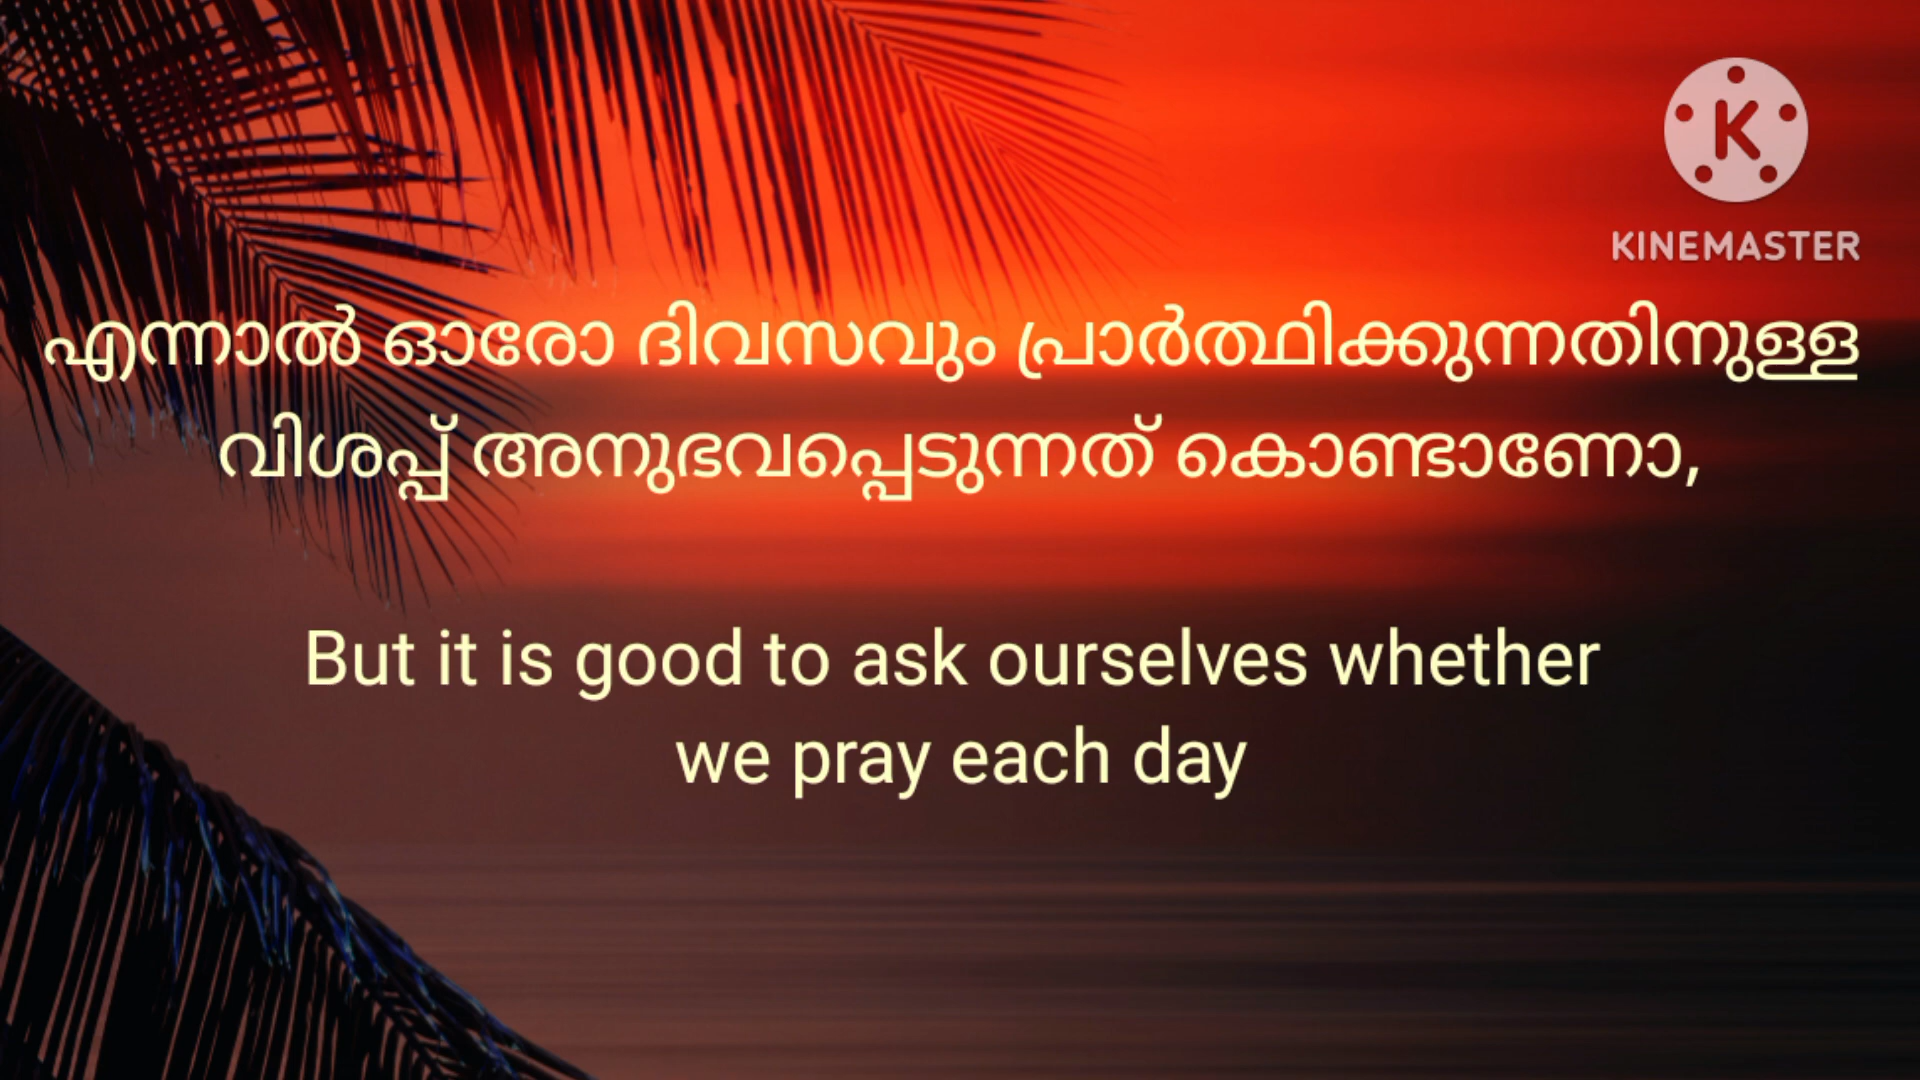 KINEMASTER
എന്നാൽ ഓരോ ദിവസവും പ്രാർത്ഥിക്കുന്നതിനുള്ള
വിശപ്പ് അനുഭവപ്പെടുന്നത് കൊണ്ടാണോ,
But it is good to ask ourselves whether
we pray each day